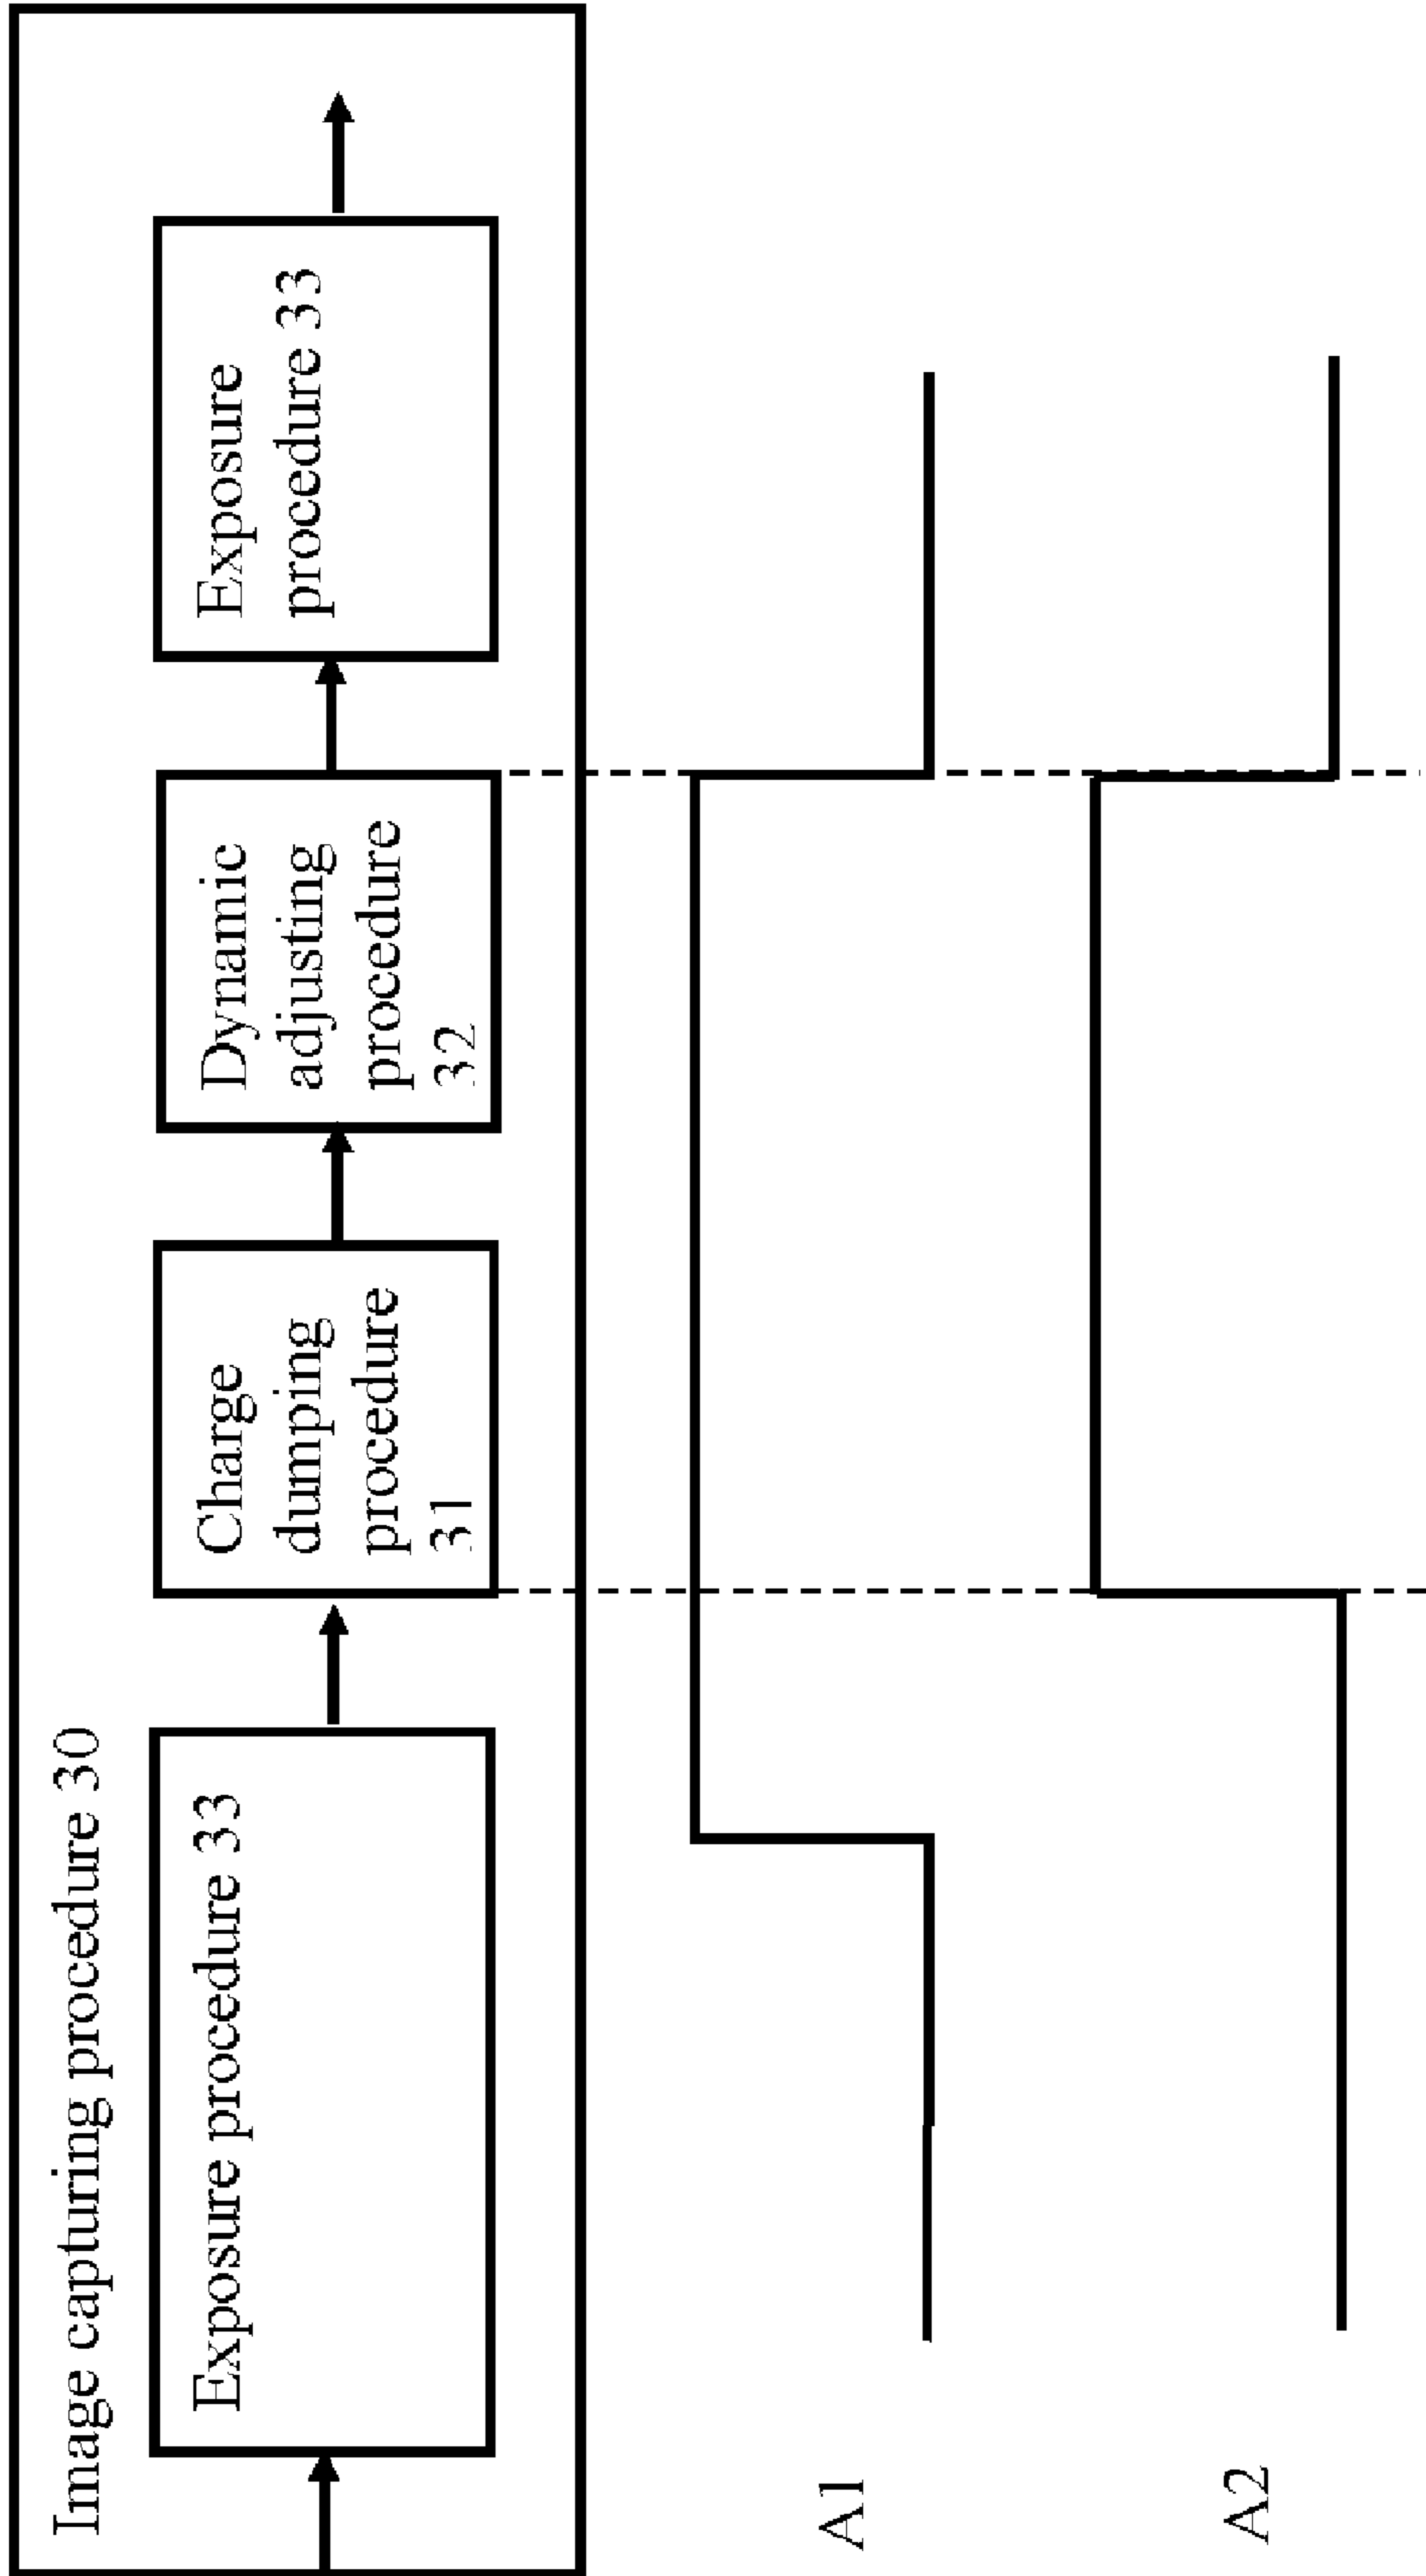 Image capturing procedure 30
Exposure procedure 33
Charge
dumping
procedure
31
Dynamic
adjusting
procedure
32
Exposure
procedure 33
A1
A2